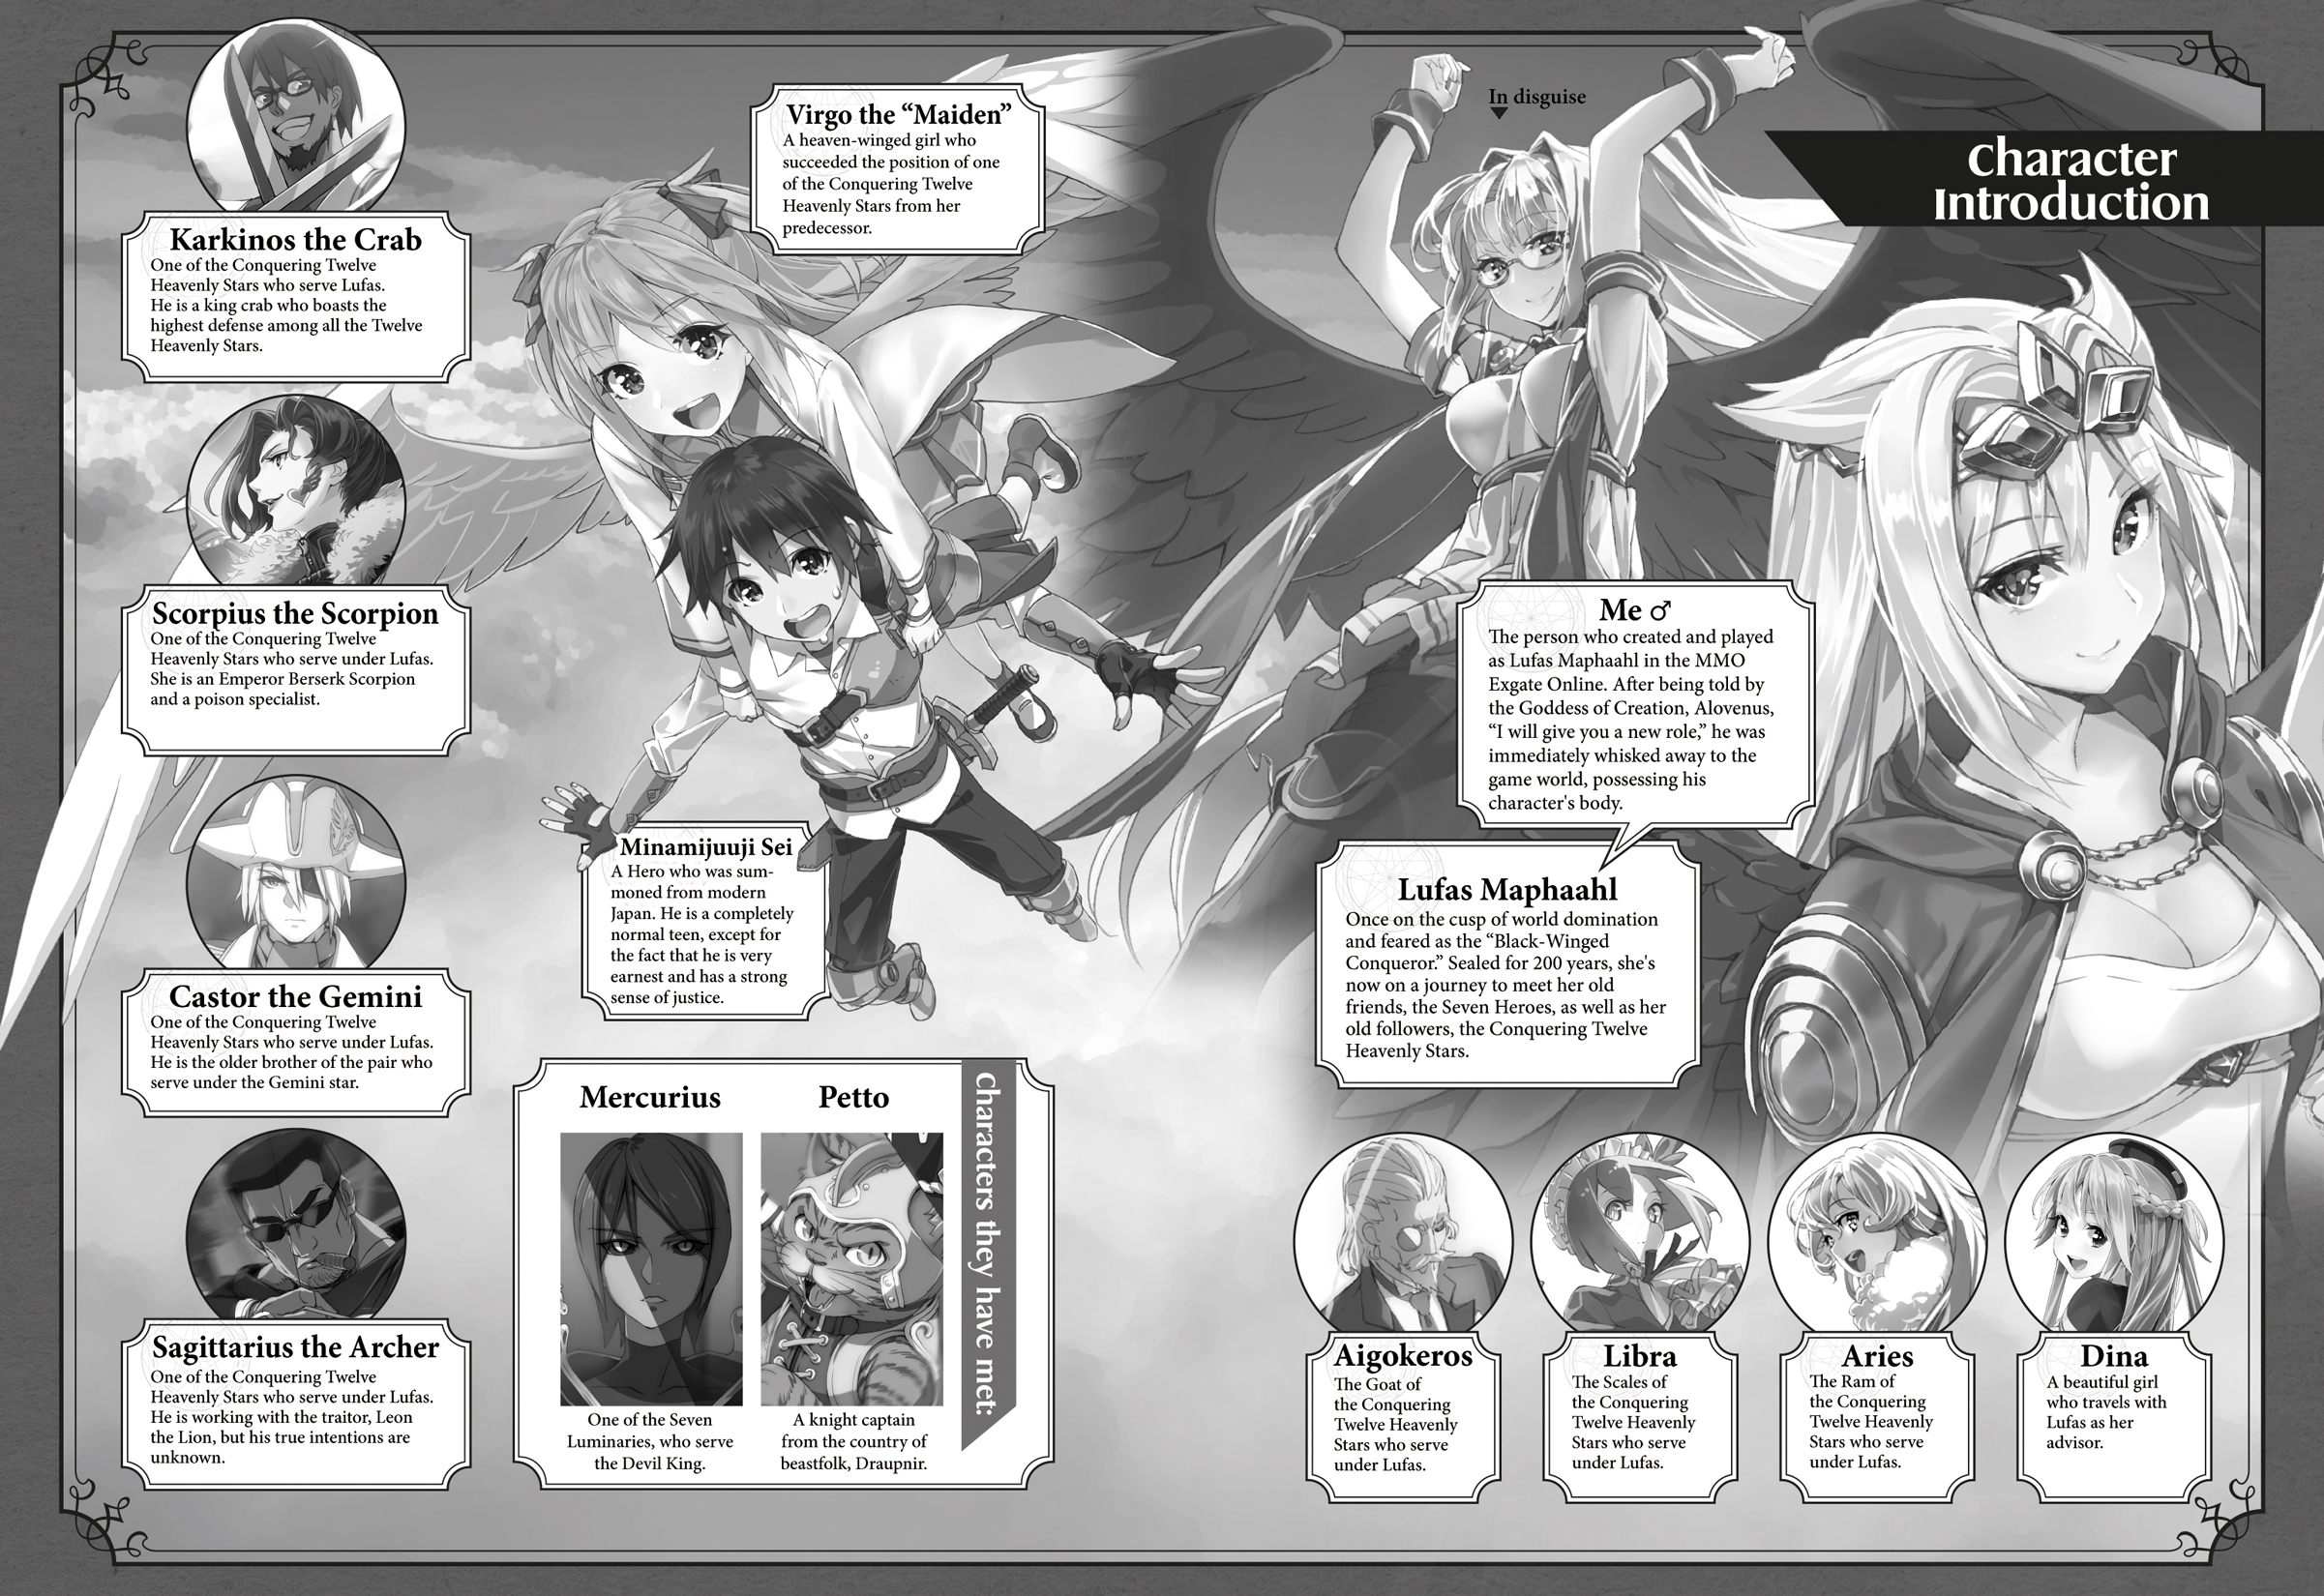 Character
Introduction
In disguise
Me ♂
The person who created and played
as Lufas Maphaahl in the MMO
Exgate Online. After being told by
the Goddess of Creation, Alovenus,
“I will give you a new role,” he was
immediately whisked away to the
game world, possessing his
character's body.
Lufas Maphaahl
Once on the cusp of world domination
and feared as the “Black-Winged
Conqueror.” Sealed for 200 years, she's
now on a journey to meet her old
friends, the Seven Heroes, as well as her
old followers, the Conquering Twelve
Heavenly Stars.
Aigokeros
The Goat of
the Conquering
Twelve Heavenly
Stars who serve
under Lufas.
Libra
The Scales of
the Conquering
Twelve Heavenly
Stars who serve
under Lufas.
Aries
The Ram of
the Conquering
Twelve Heavenly
Stars who serve
under Lufas.
Dina
A beautiful girl
who travels with
Lufas as her
advisor.
Virgo the “Maiden”
A heaven-winged girl who
succeeded the position of one
of the Conquering Twelve
Heavenly Stars from her
predecessor.
Minamijuuji Sei
A Hero who was sum-
moned from modern
Japan. He is a completely
normal teen, except for
the fact that he is very
earnest and has a strong
sense of justice.
Karkinos the Crab
One of the Conquering Twelve
Heavenly Stars who serve Lufas.
He is a king crab who boasts the
highest defense among all the Twelve
Heavenly Stars.
Scorpius the Scorpion
One of the Conquering Twelve
Heavenly Stars who serve under Lufas.
She is an Emperor Berserk Scorpion
and a poison specialist.
Castor the Gemini
One of the Conquering Twelve
Heavenly Stars who serve under Lufas.
He is the older brother of the pair who
serve under the Gemini star.
Sagittarius the Archer
One of the Conquering Twelve
Heavenly Stars who serve under Lufas.
He is working with the traitor, Leon
the Lion, but his true intentions are
unknown.
Characters they have met:
Mercurius
One of the Seven
Luminaries, who serve
the Devil King.
Petto
A knight captain
from the country of
beastfolk, Draupnir.